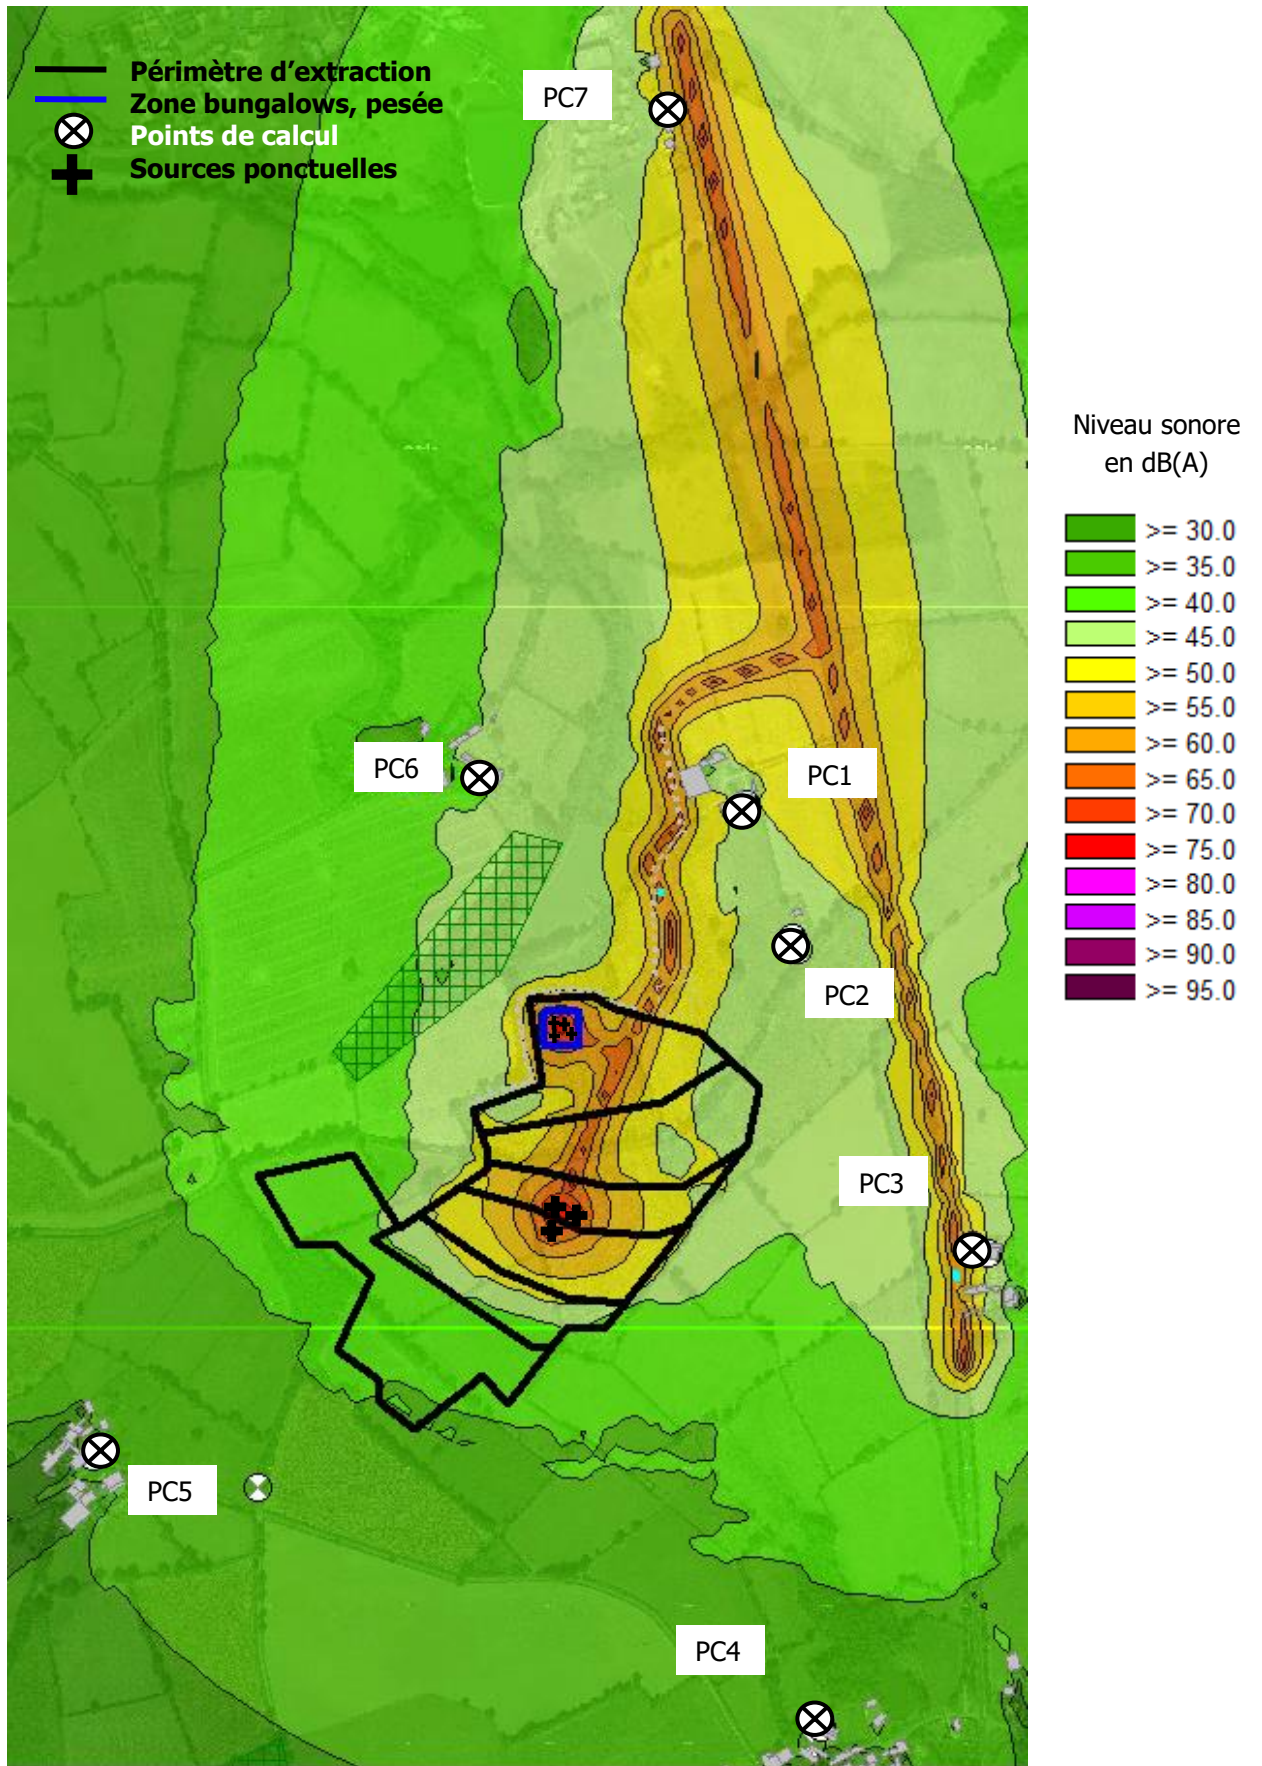 Périmètre d’extraction
Zone bungalows, pesée
Points de calcul
Sources ponctuelles
PC7
Niveau sonore
en dB(A)
>= 30.0
>= 35.0
>= 40.0
>= 45.0
>= 50.0
>= 55.0
>= 60.0
>= 65.0
>= 70.0
>= 75.0
>= 80.0
>= 85.0
>= 90.0
>= 95.0
PC6
PC1
PC2
PC3
PC5
PC4